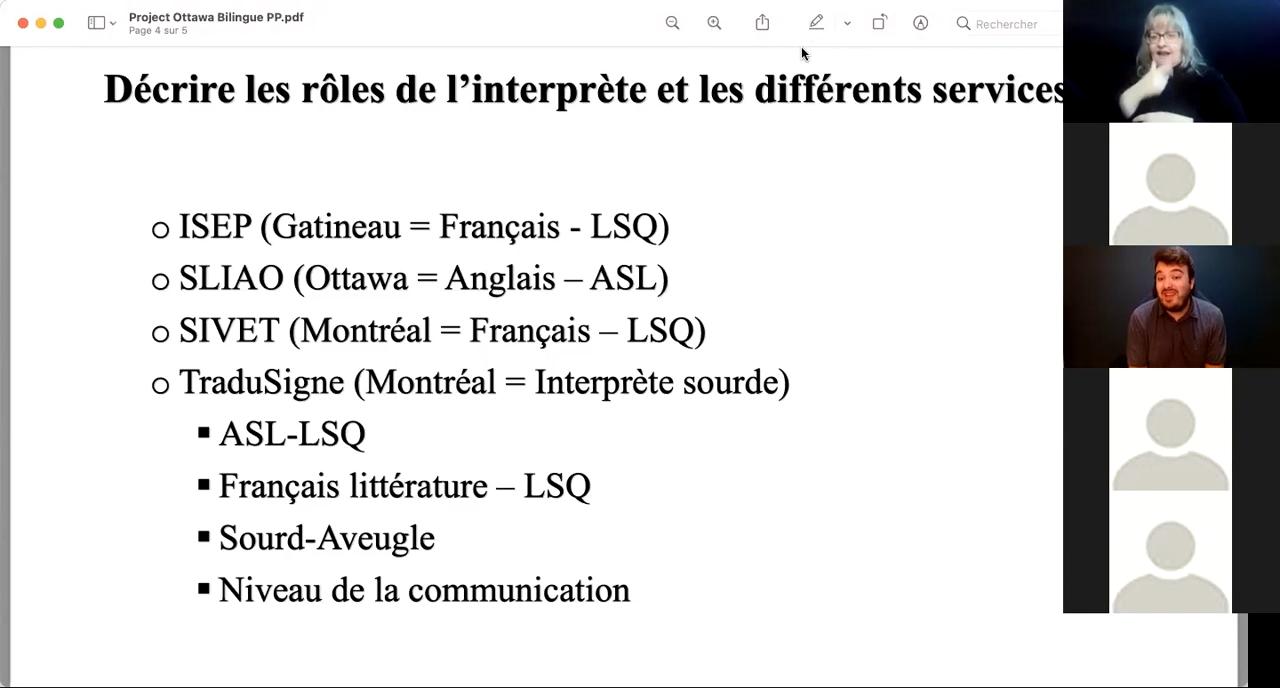 Project Ottawa Bilingue PP.pdf
Page 4 sur 5
Rechercher
Décrire les rôles de l’interprète et les différents services
ISEP (Gatineau = Français - LSQ)
SLIAO (Ottawa = Anglais – ASL)
SIVET (Montréal = Français – LSQ)
TraduSigne (Montréal = Interprète sourde)
ASL-LSQ
Français littérature – LSQ
Sourd-Aveugle
Niveau de la communication